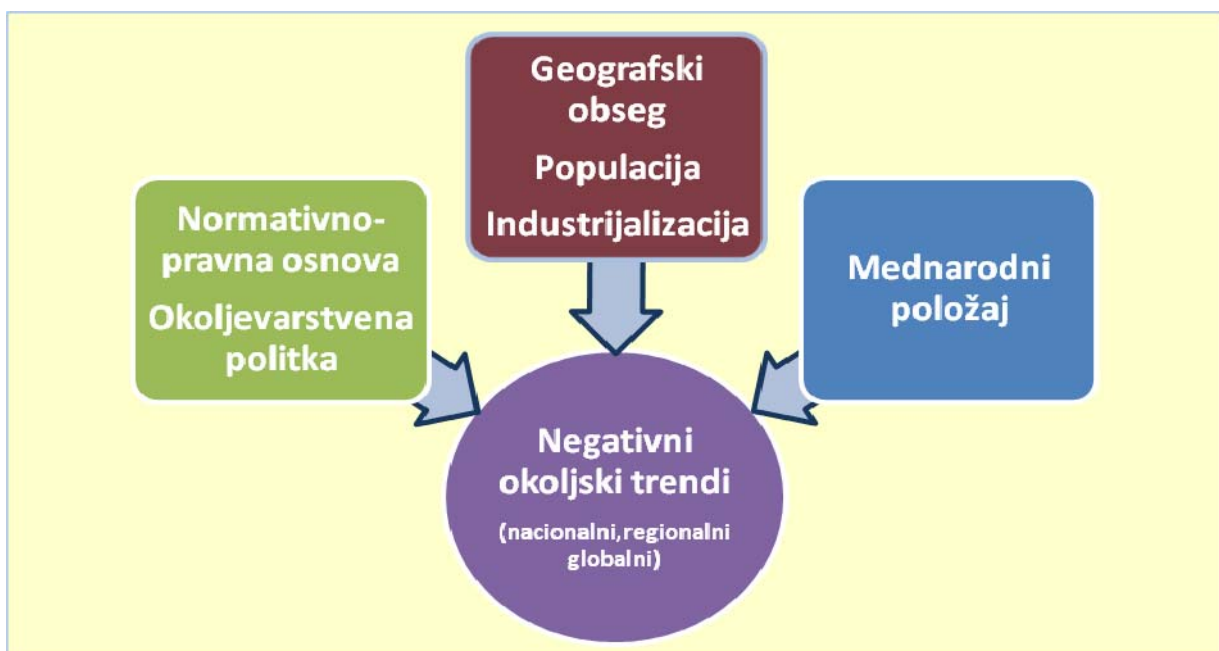 Geografski
obseg
Populacija
Industrijalizacija
Normativno-
pravna osnova
Okoljevarstvena
politka
Mednarodni
položaj
Negativni
okoljski trendi
(nacionalni,regionalni
globalni)